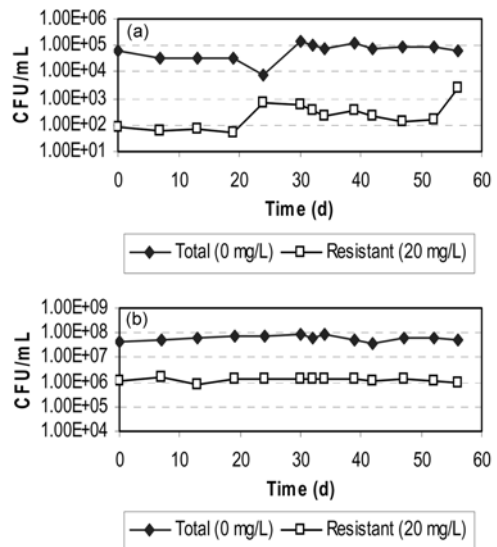 (a)
CFU/mL
1.00E+06
1.00E+05
1.00E+04
1.00E+03
1.00E+02
1.00E+01
0 10 20 30 40 50 60
Time (d)
Total (0 mg/L) Resistant (20 mg/L)
(b)
CFU/mL
1.00E+09
1.00E+08
1.00E+07
1.00E+06
1.00E+05
1.00E+04
0 10 20 30 40 50 60
Time (d)
Total (0 mg/L) Resistant (20 mg/L)